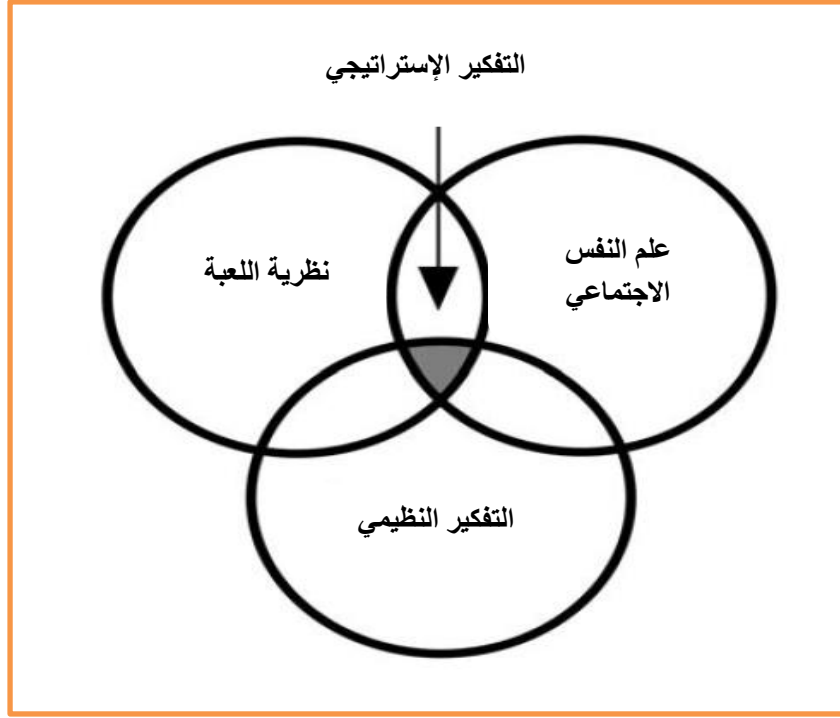 التفكير الإستراتيجي
علم النفس
الاجتماعي
نظرية اللعبة
التفكير النظيمي